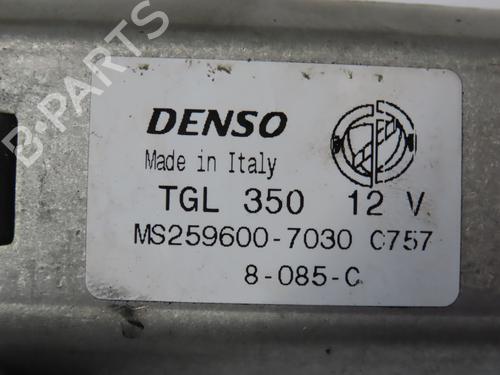 B-PARTS
DENSO
Made in Italy
TGL 350 12 V
MS259600-7030 C757
8-085-C